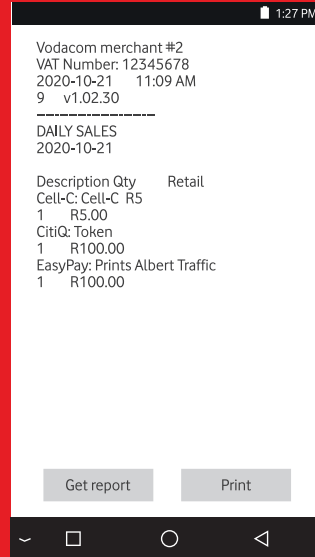 1:27 PM
Vodacom merchant #2
VAT Number: 12345678
2020-10-21 11:09 AM
9 v1.02.30
--------------------
DAILY SALES
2020-10-21
Description Qty Retail
Cell-C: Cell-C R5
1 R5.00
CitiQ: Token
1 R100.00
EasyPay: Prints Albert Traffic
1 R100.00
Get report Print